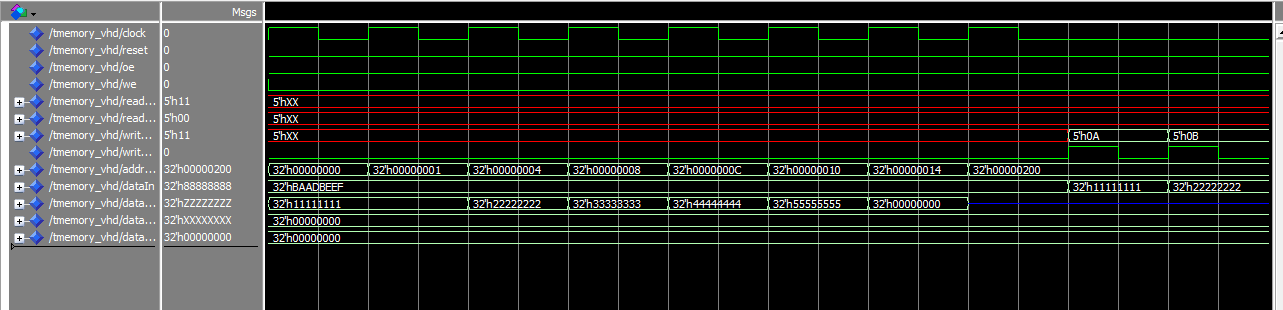 Msgs
/tmemory_vhd/clock 0
/tmemory_vhd/reset 0
/tmemory_vhd/oe 0
/tmemory_vhd/we 0
/tmemory_vhd/read... 5'h11 5'hXX
/tmemory_vhd/read... 5'h00 5'hXX
/tmemory_vhd/writ... 5'h11 5'hXX 5'h0A 5'h0B
/tmemory_vhd/writ... 0
/tmemory_vhd/addr... 32'h00000200 32'h00000000 32'h00000001 32'h00000004 32'h00000008 32'h0000000C 32'h00000010 32'h00000014 32'h00000200
/tmemory_vhd/dataIn 32'h88888888 32'hBAADBEEF 32'h11111111 32'h22222222
/tmemory_vhd/data... 32'hZZZZZZZZ 32'h11111111 32'h22222222 32'h33333333 32'h44444444 32'h55555555 32'h00000000
/tmemory_vhd/data... 32'hXXXXXXXX 32'h00000000
/tmemory_vhd/data... 32'h00000000 32'h00000000